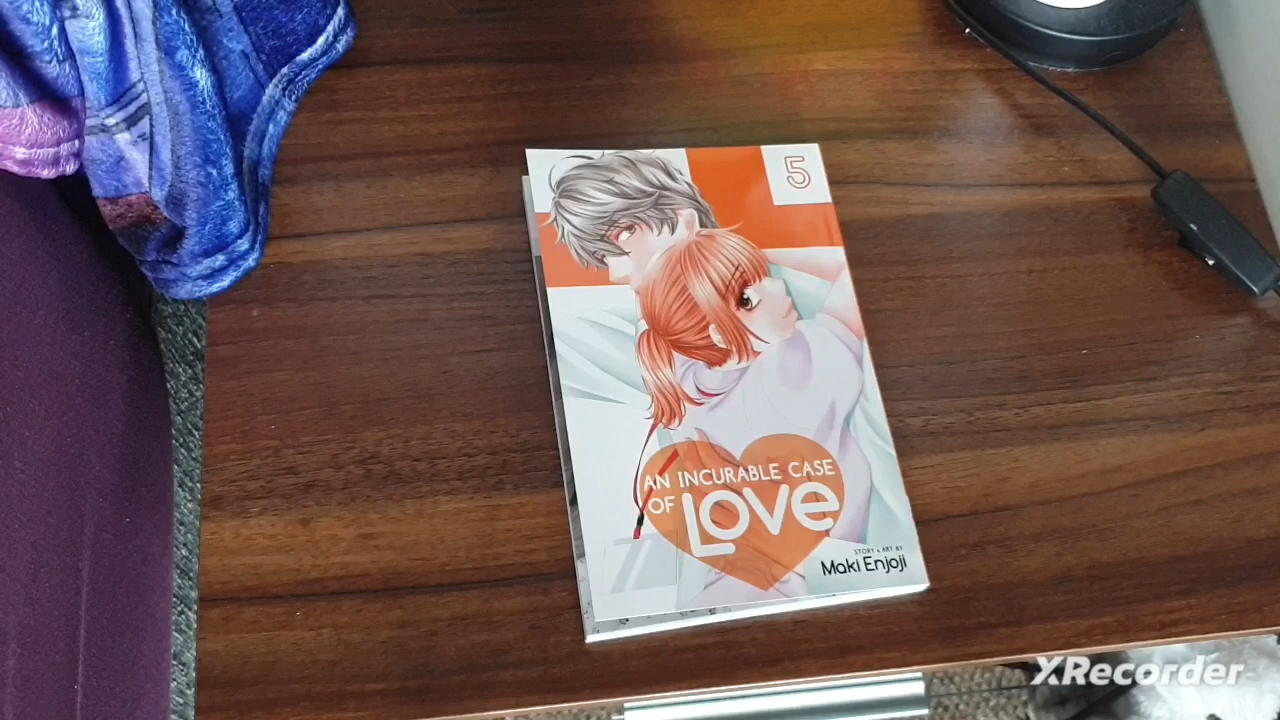 5
AN INCURABLE CASE
OF LOVE
STORY & ART BY
Maki Enjoji
XRecorder